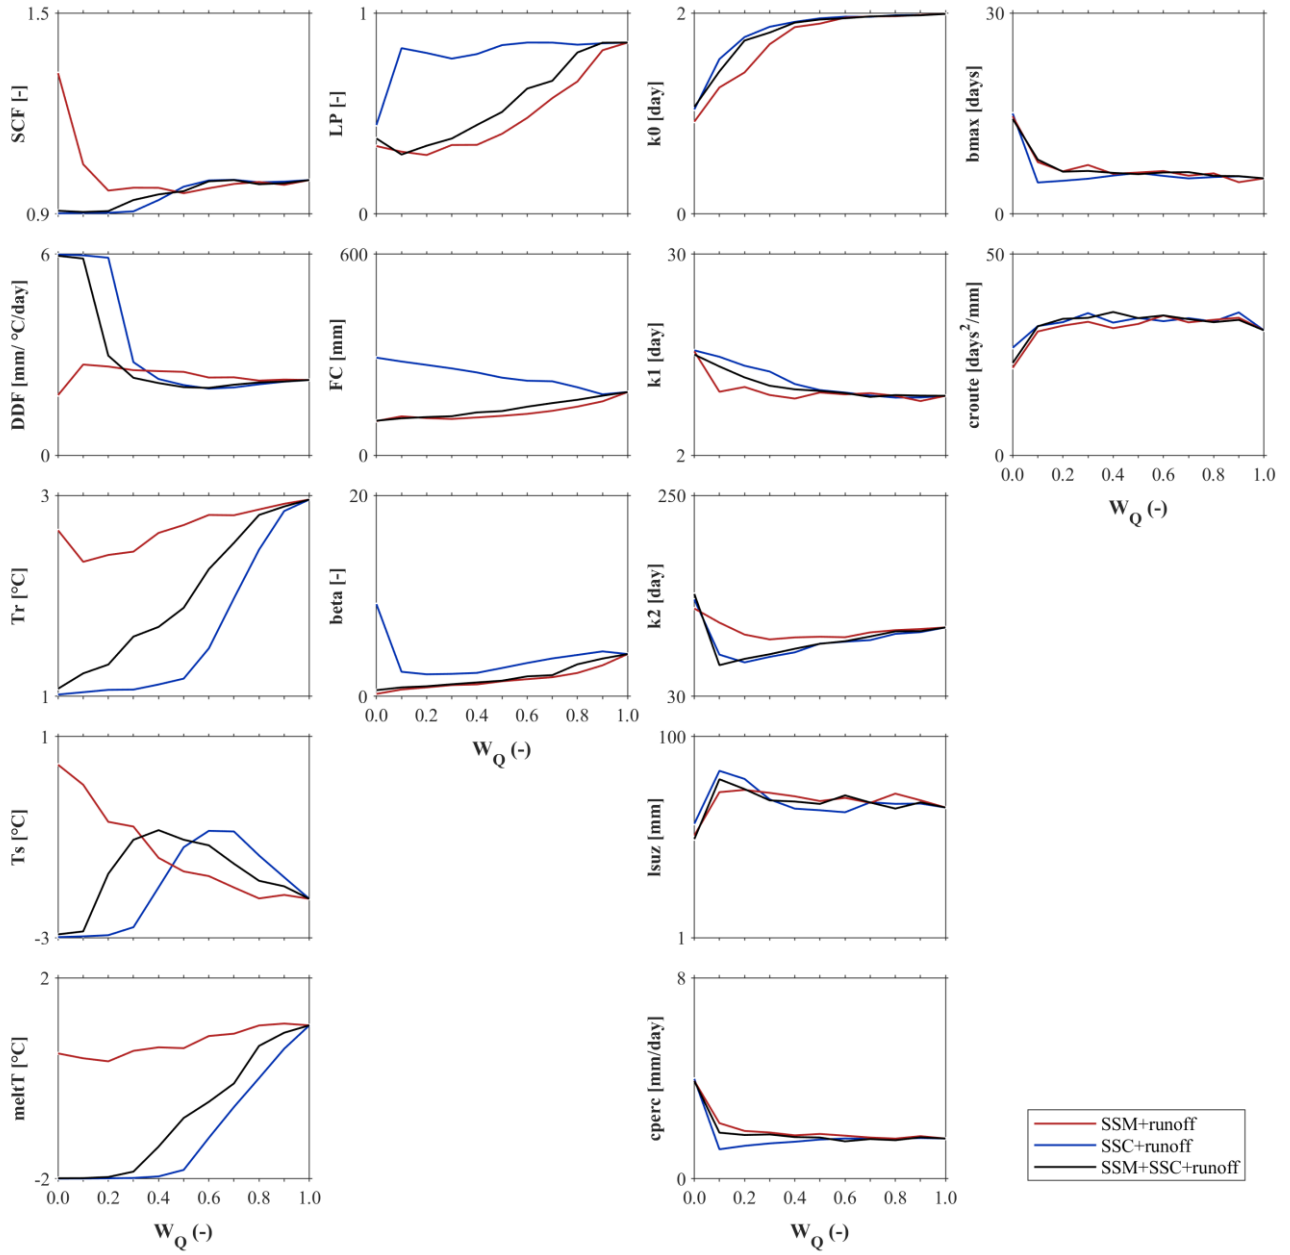 1.5
SCF [-]
0.9
1
LP [-]
0
2
k0 [day]
0
30
bmax [days]
0
6
DDF [mm/ °C/day]
0
600
FC [mm]
0
30
k1 [day]
2
50
croute [days²/mm]
0
0.0 0.2 0.4 0.6 0.8 1.0
W_Q (-)
3
Tr [°C]
1
20
beta [-]
0
0.0 0.2 0.4 0.6 0.8 1.0
W_Q (-)
250
k2 [day]
30
1
Ts [°C]
-3
100
lsuz [mm]
1
2
meltT [°C]
-2
0.0 0.2 0.4 0.6 0.8 1.0
W_Q (-)
8
cperc [mm/day]
0
0.0 0.2 0.4 0.6 0.8 1.0
W_Q (-)
SSM+runoff
SSC+runoff
SSM+SSC+runoff